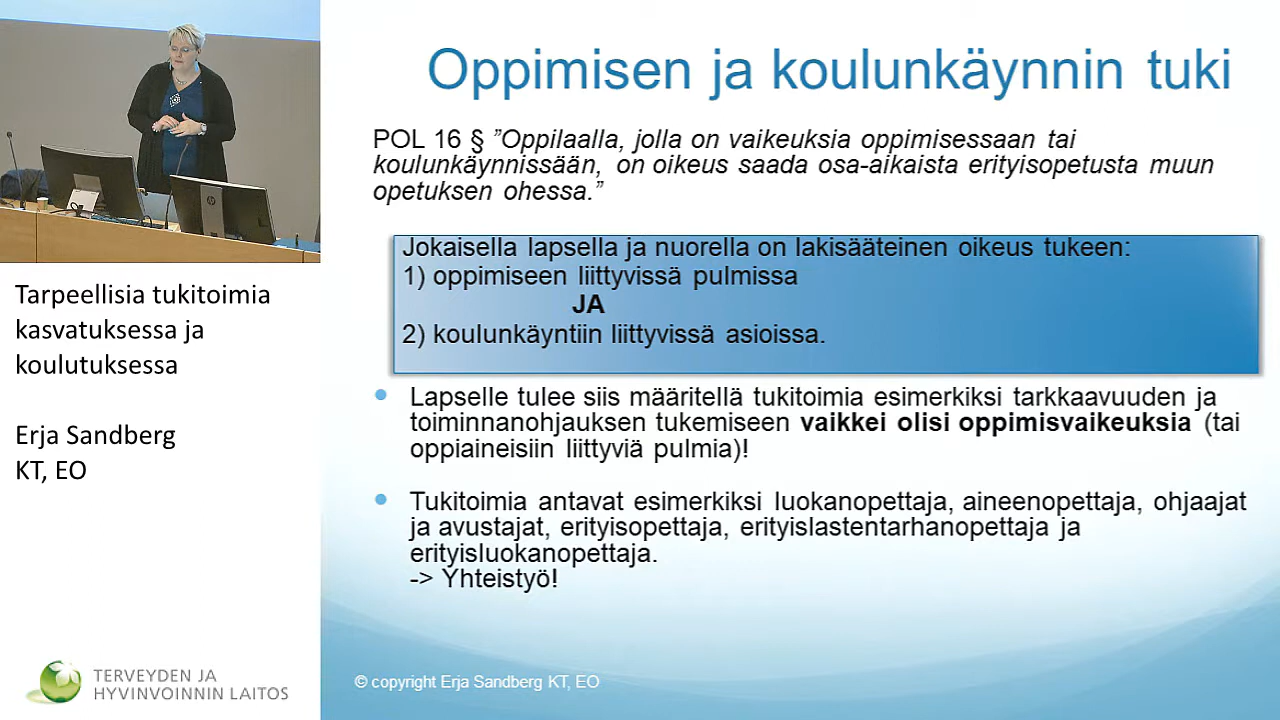 Oppimisen ja koulunkäynnin tuki
POL 16 § ”Oppilaalla, jolla on vaikeuksia oppimisessaan tai
koulunkäynnissään, on oikeus saada osa-aikaista erityisopetusta muun
opetuksen ohessa.”
Jokaisella lapsella ja nuorella on lakisääteinen oikeus tukeen:
1) oppimiseen liittyvissä pulmissa
JA
2) koulunkäyntiin liittyvissä asioissa.
Lapselle tulee siis määritellä tukitoimia esimerkiksi tarkkaavuuden ja
toiminnanohjauksen tukemiseen vaikkei olisi oppimisvaikeuksia (tai
oppiaineisiin liittyviä pulmia)!
Tukitoimia antavat esimerkiksi luokanopettaja, aineenopettaja, ohjaajat
ja avustajat, erityisopettaja, erityislastentarhanopettaja ja
erityisluokanopettaja.
-> Yhteistyö!
© copyright Erja Sandberg KT, EO
Tarpeellisia tukitoimia
kasvatuksessa ja
koulutuksessa
Erja Sandberg
KT, EO
TERVEYDEN JA
HYVINVOINNIN LAITOS